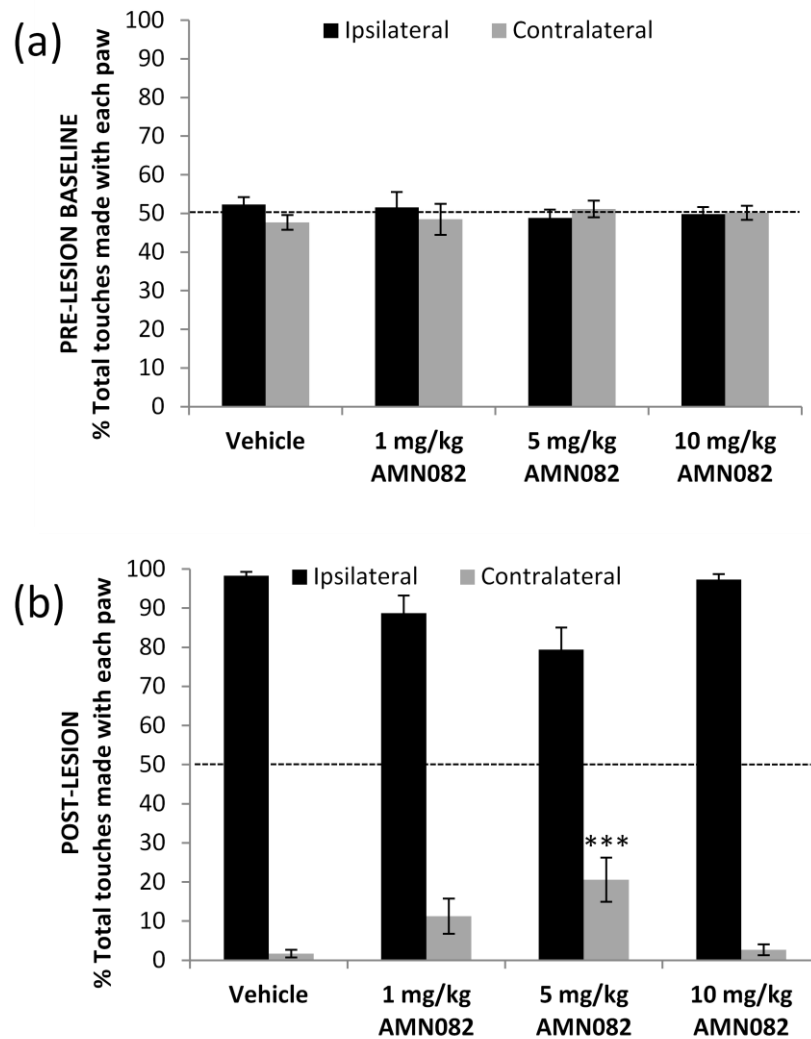 (a)
Ipsilateral Contralateral
PRE-LESION BASELINE
% Total touches made with each paw
100
90
80
70
60
50
40
30
20
10
0
Vehicle 1 mg/kg 5 mg/kg 10 mg/kg
AMN082 AMN082 AMN082
(b)
Ipsilateral Contralateral
POST-LESION
% Total touches made with each paw
100
90
80
70
60
50
40
30
20
10
0
***
Vehicle 1 mg/kg 5 mg/kg 10 mg/kg
AMN082 AMN082 AMN082